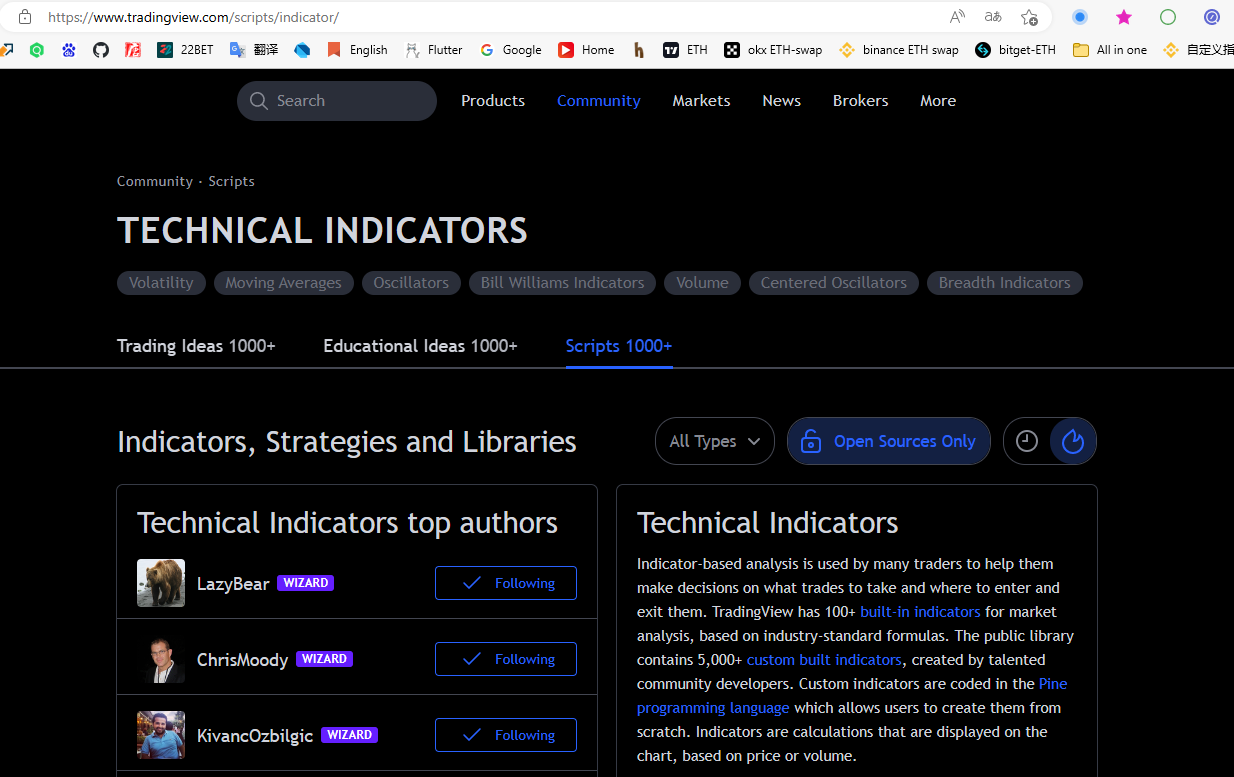 https://www.tradingview.com/scripts/indicator/
22BET 翻译 English Flutter Google Home ETH okx ETH-swap binance ETH swap bitget-ETH All in one 自定义指
Search Products Community Markets News Brokers More
Community · Scripts
TECHNICAL INDICATORS
Volatility Moving Averages Oscillators Bill Williams Indicators Volume Centered Oscillators Breadth Indicators
Trading Ideas 1000+ Educational Ideas 1000+ Scripts 1000+
Indicators, Strategies and Libraries All Types Open Sources Only
Technical Indicators top authors
LazyBear WIZARD Following
ChrisMoody WIZARD Following
KivancOzbilgic WIZARD Following
Technical Indicators
Indicator-based analysis is used by many traders to help them
make decisions on what trades to take and where to enter and
exit them. TradingView has 100+ built-in indicators for market
analysis, based on industry-standard formulas. The public library
contains 5,000+ custom built indicators, created by talented
community developers. Custom indicators are coded in the Pine
programming language which allows users to create them from
scratch. Indicators are calculations that are displayed on the
chart, based on price or volume.